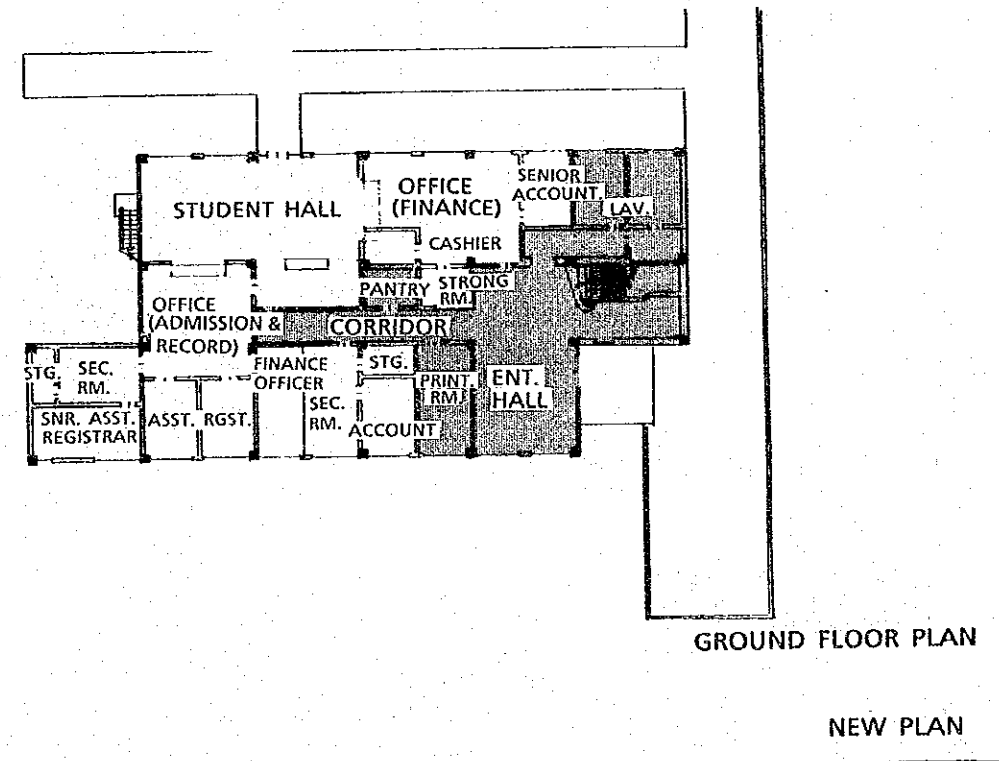 STUDENT HALL
OFFICE
(FINANCE)
CASHIER
SENIOR
ACCOUNT.
LAV.
PANTRY
STRONG
RM.
OFFICE
(ADMISSION &
RECORD)
CORRIDOR
STG.
SEC.
RM.
SNR. ASST.
REGISTRAR
ASST. RGST.
FINANCE
OFFICER
SEC.
RM.
STG.
ACCOUNT
PRINT.
RM.
ENT.
HALL
GROUND FLOOR PLAN
NEW PLAN